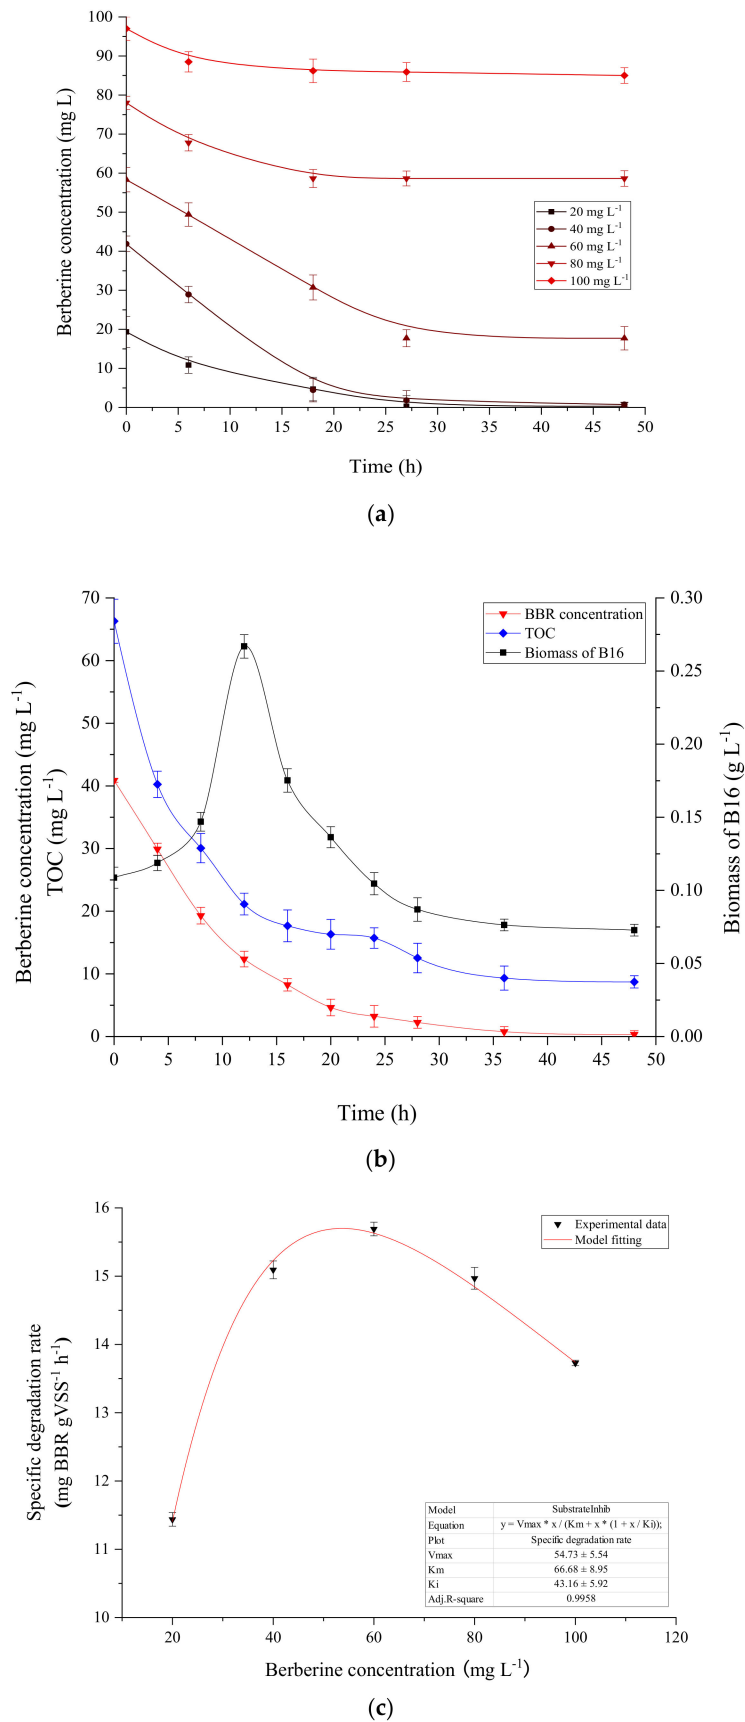 100
90
80
70
60
50
40
30
20
10
0
Berberine concentration (mg L)
20 mg L-1
40 mg L-1
60 mg L-1
80 mg L-1
100 mg L-1
0 5 10 15 20 25 30 35 40 45 50
Time (h)
(a)
70
60
50
40
30
20
10
0
Berberine concentration (mg L-1)
TOC (mg L-1)
BBR concentration
TOC
Biomass of B16
0.30
0.25
0.20
0.15
0.10
0.05
0.00
Biomass of B16 (g L-1)
0 5 10 15 20 25 30 35 40 45 50
Time (h)
(b)
16
15
14
13
12
11
10
Specific degradation rate
(mg BBR gVSS-1 h-1)
Experimental data
Model fitting
Model SubstrateInhib
Equation y = Vmax * x / (Km + x * (1 + x / Ki));
Plot Specific degradation rate
Vmax 54.73 ± 5.54
Km 66.68 ± 8.95
Ki 43.16 ± 5.92
Adj.R-square 0.9958
20 40 60 80 100 120
Berberine concentration (mg L-1)
(c)